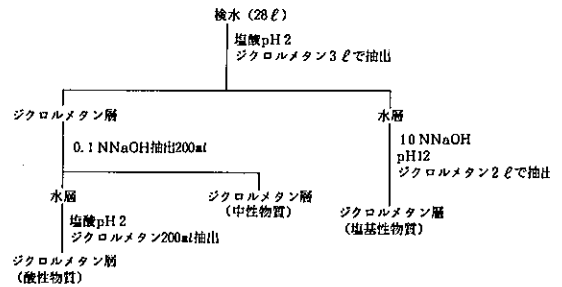 検水(28ℓ)
塩酸pH2
ジクロルメタン3ℓで抽出
ジクロルメタン層
水層
0.1NNaOH抽出200mℓ
10NNaOH
pH12
ジクロルメタン2ℓで抽出
水層
ジクロルメタン層
(中性物質)
塩酸pH2
ジクロルメタン200mℓ抽出
ジクロルメタン層
(塩基性物質)
ジクロルメタン層
(酸性物質)